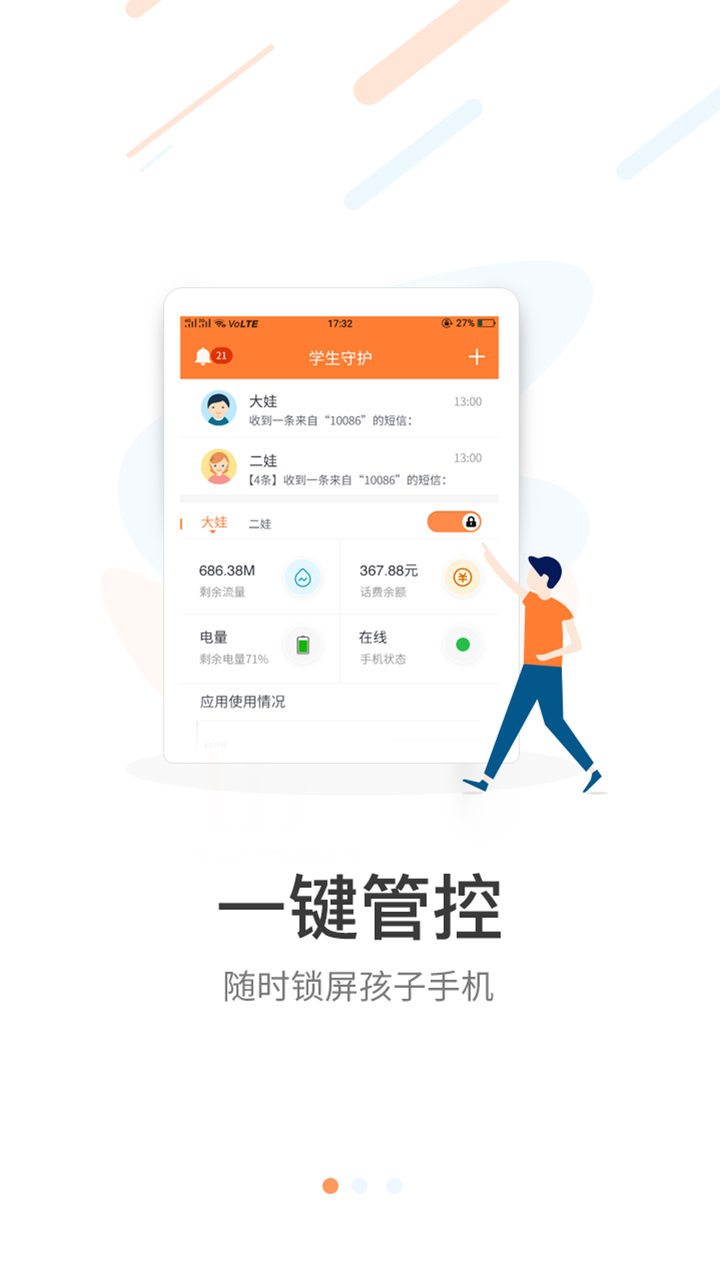 VoLTE 17:32 27%
21 学生守护
大娃 13:00
收到一条来自“10086”的短信：
二娃 13:00
【4条】收到一条来自“10086”的短信：
大娃 二娃
686.38M 367.88元
剩余流量 话费余额
电量 在线
剩余电量71% 手机状态
应用使用情况
一键管控
随时锁屏孩子手机